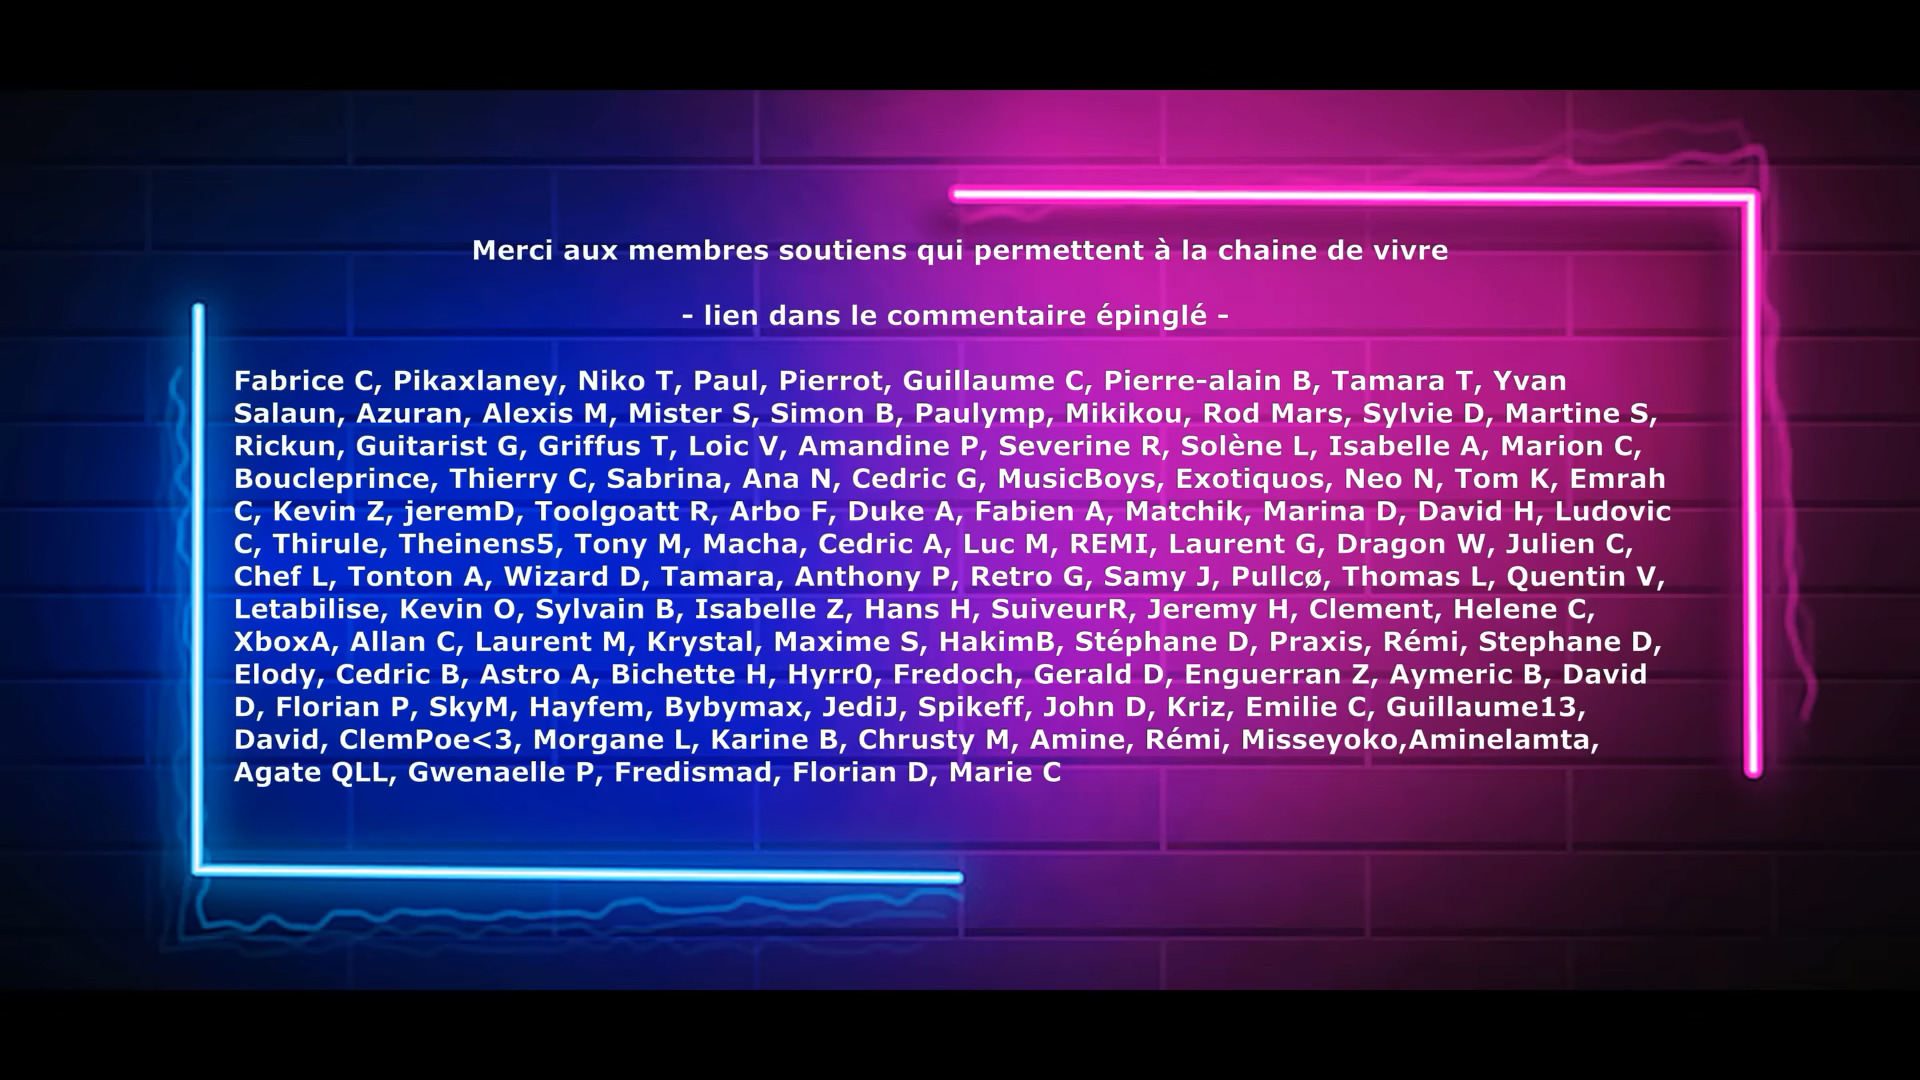 Merci aux membres soutiens qui permettent à la chaine de vivre
- lien dans le commentaire épinglé -
Fabrice C, Pikaxlaney, Niko T, Paul, Pierrot, Guillaume C, Pierre-alain B, Tamara T, Yvan
Salaun, Azuran, Alexis M, Mister S, Simon B, Paulymp, Mikikou, Rod Mars, Sylvie D, Martine S,
Rickun, Guitarist G, Griffus T, Loic V, Amandine P, Severine R, Solène L, Isabelle A, Marion C,
Boucleprince, Thierry C, Sabrina, Ana N, Cedric G, MusicBoys, Exotiquos, Neo N, Tom K, Emrah
C, Kevin Z, jeremD, Toolgoatt R, Arbo F, Duke A, Fabien A, Matchik, Marina D, David H, Ludovic
C, Thirule, Theinens5, Tony M, Macha, Cedric A, Luc M, REMI, Laurent G, Dragon W, Julien C,
Chef L, Tonton A, Wizard D, Tamara, Anthony P, Retro G, Samy J, Pullcø, Thomas L, Quentin V,
Letabilise, Kevin O, Sylvain B, Isabelle Z, Hans H, SuiveurR, Jeremy H, Clement, Helene C,
XboxA, Allan C, Laurent M, Krystal, Maxime S, HakimB, Stéphane D, Praxis, Rémi, Stephane D,
Elody, Cedric B, Astro A, Bichette H, Hyrr0, Fredoch, Gerald D, Enguerran Z, Aymeric B, David
D, Florian P, SkyM, Hayfem, Bybymax, JediJ, Spikeff, John D, Kriz, Emilie C, Guillaume13,
David, ClemPoe<3, Morgane L, Karine B, Chrusty M, Amine, Rémi, Misseyoko,Aminelamta,
Agate QLL, Gwenaelle P, Fredismad, Florian D, Marie C